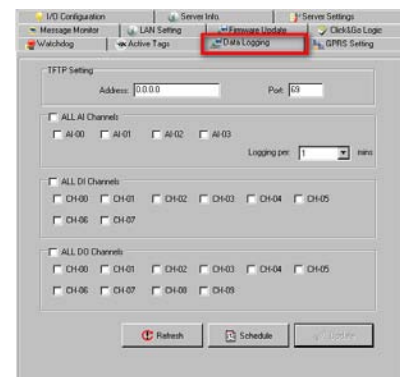 I/O Configuration Server Info. Server Settings
Message Monitor LAN Setting Firmware Update Click&Go Logic
Watchdog Active Tags Data Logging GPRS Setting
TFTP Setting
Address: 0.0.0.0 Port: 69
ALL AI Channels
AI-00 AI-01 AI-02 AI-03
Logging per: 1 mins
ALL DI Channels
CH-00 CH-01 CH-02 CH-03 CH-04 CH-05
CH-06 CH-07
ALL DO Channels
CH-00 CH-01 CH-02 CH-03 CH-04 CH-05
CH-06 CH-07 CH-08 CH-09
Refresh Schedule Update